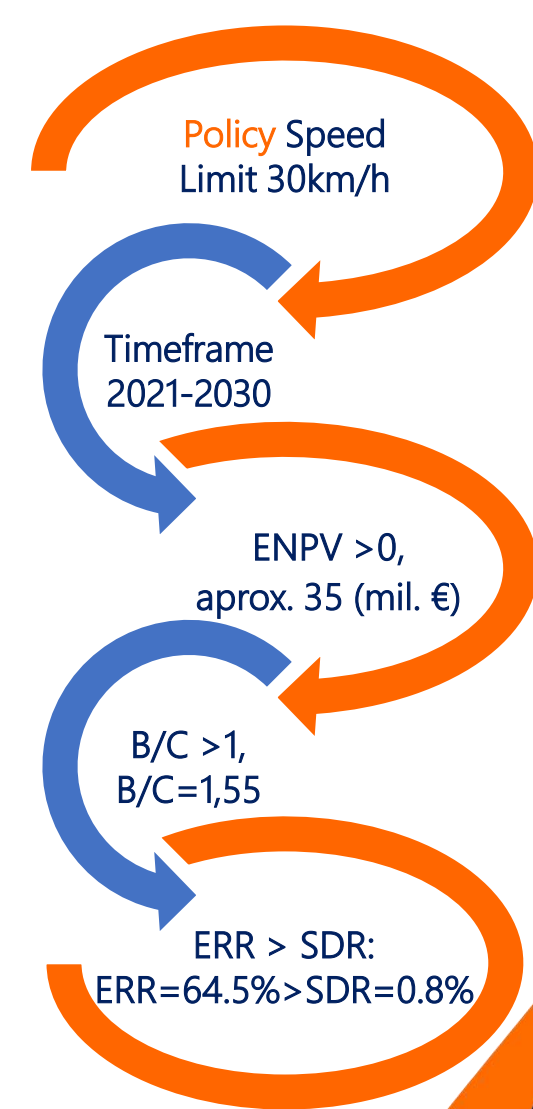 Policy Speed
Limit 30km/h
Timeframe
2021-2030
ENPV >0,
aprox. 35 (mil. €)
B/C >1,
B/C=1,55
ERR > SDR:
ERR=64.5%>SDR=0.8%